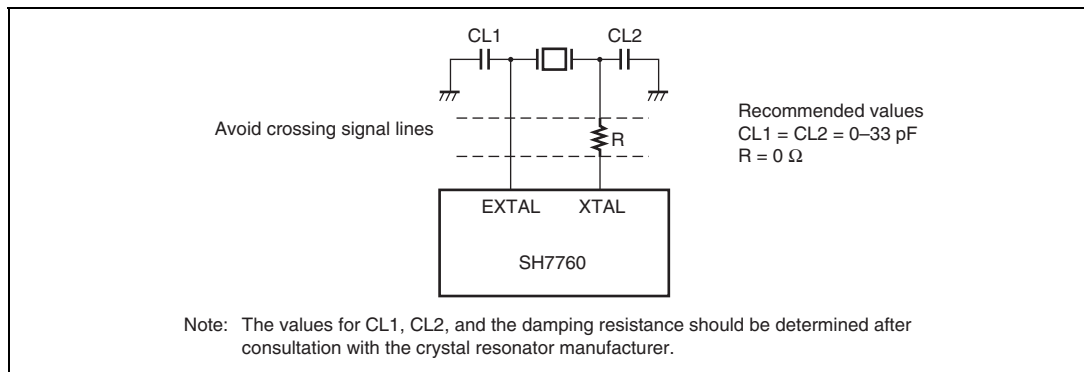 CL1
CL2
Avoid crossing signal lines
R
Recommended values
CL1 = CL2 = 0–33 pF
R = 0 Ω
EXTAL XTAL
SH7760
Note: The values for CL1, CL2, and the damping resistance should be determined after
consultation with the crystal resonator manufacturer.